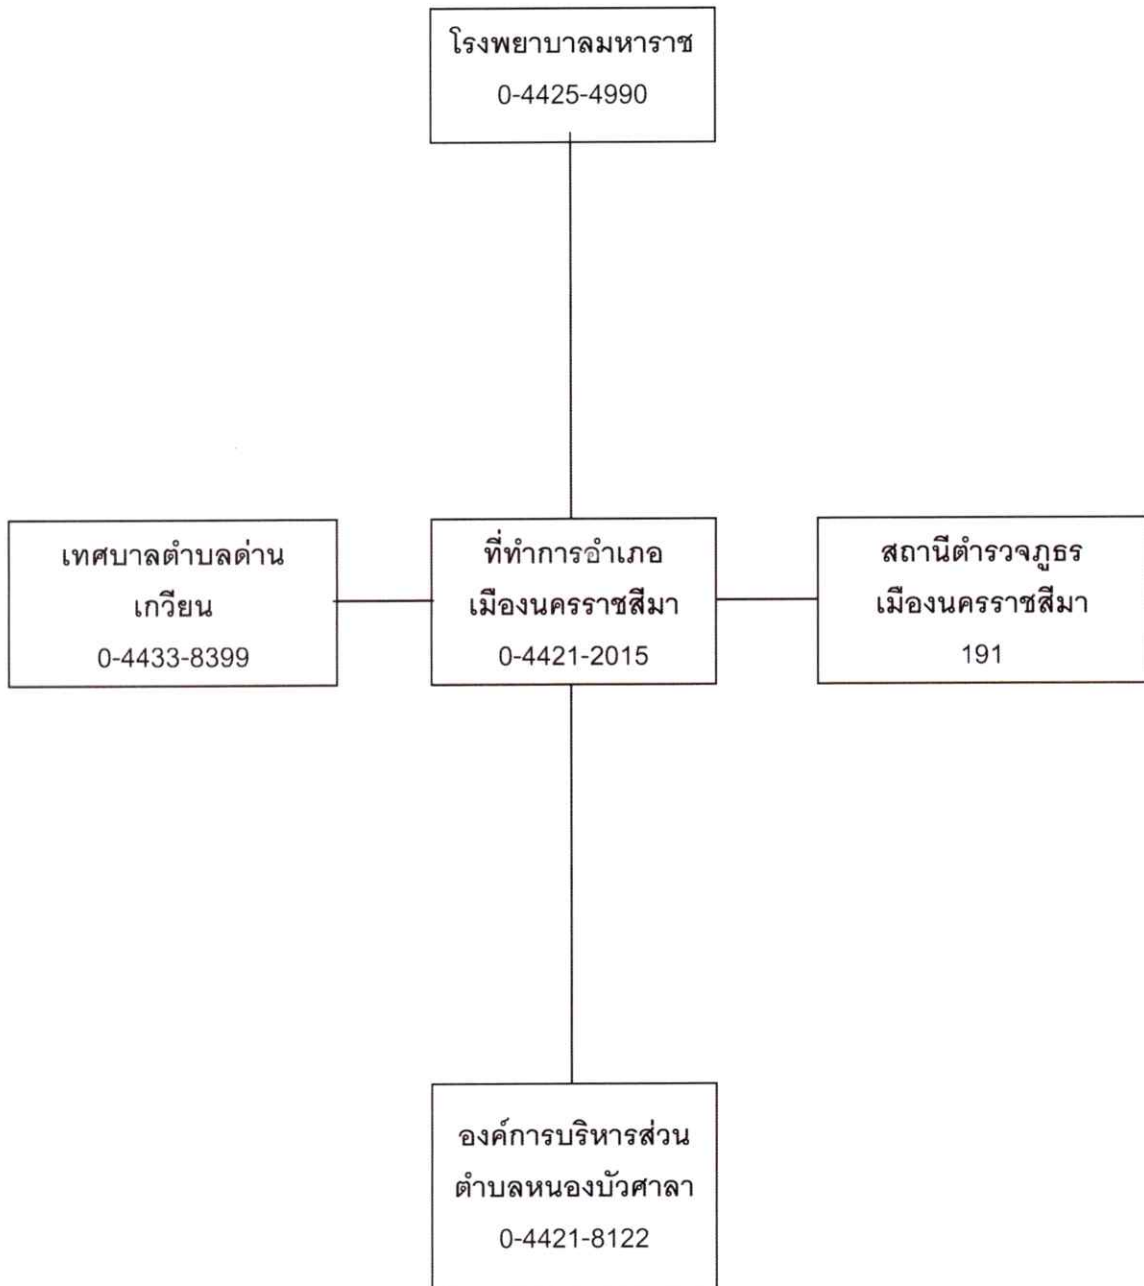 โรงพยาบาลมหาราช
0-4425-4990
เทศบาลตำบลด่าน
เกวียน
0-4433-8399
ที่ทำการอำเภอ
เมืองนครราชสีมา
0-4421-2015
สถานีตำรวจภูธร
เมืองนครราชสีมา
191
องค์การบริหารส่วน
ตำบลหนองบัวศาลา
0-4421-8122